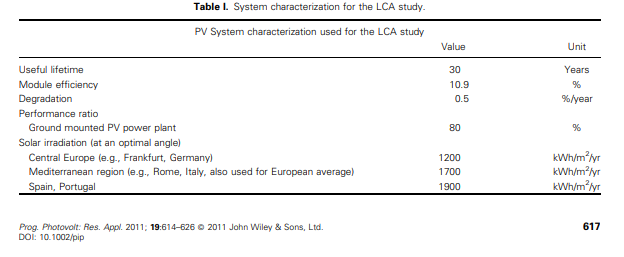 Table I. System characterization for the LCA study.
PV System characterization used for the LCA study
Value Unit
Useful lifetime 30 Years
Module efficiency 10.9 %
Degradation 0.5 %/year
Performance ratio
Ground mounted PV power plant 80 %
Solar irradiation (at an optimal angle)
Central Europe (e.g., Frankfurt, Germany) 1200 kWh/m²/yr
Mediterranean region (e.g., Rome, Italy, also used for European average) 1700 kWh/m²/yr
Spain, Portugal 1900 kWh/m²/yr
Prog. Photovolt: Res. Appl. 2011; 19:614–626 © 2011 John Wiley & Sons, Ltd. 617
DOI: 10.1002/pip